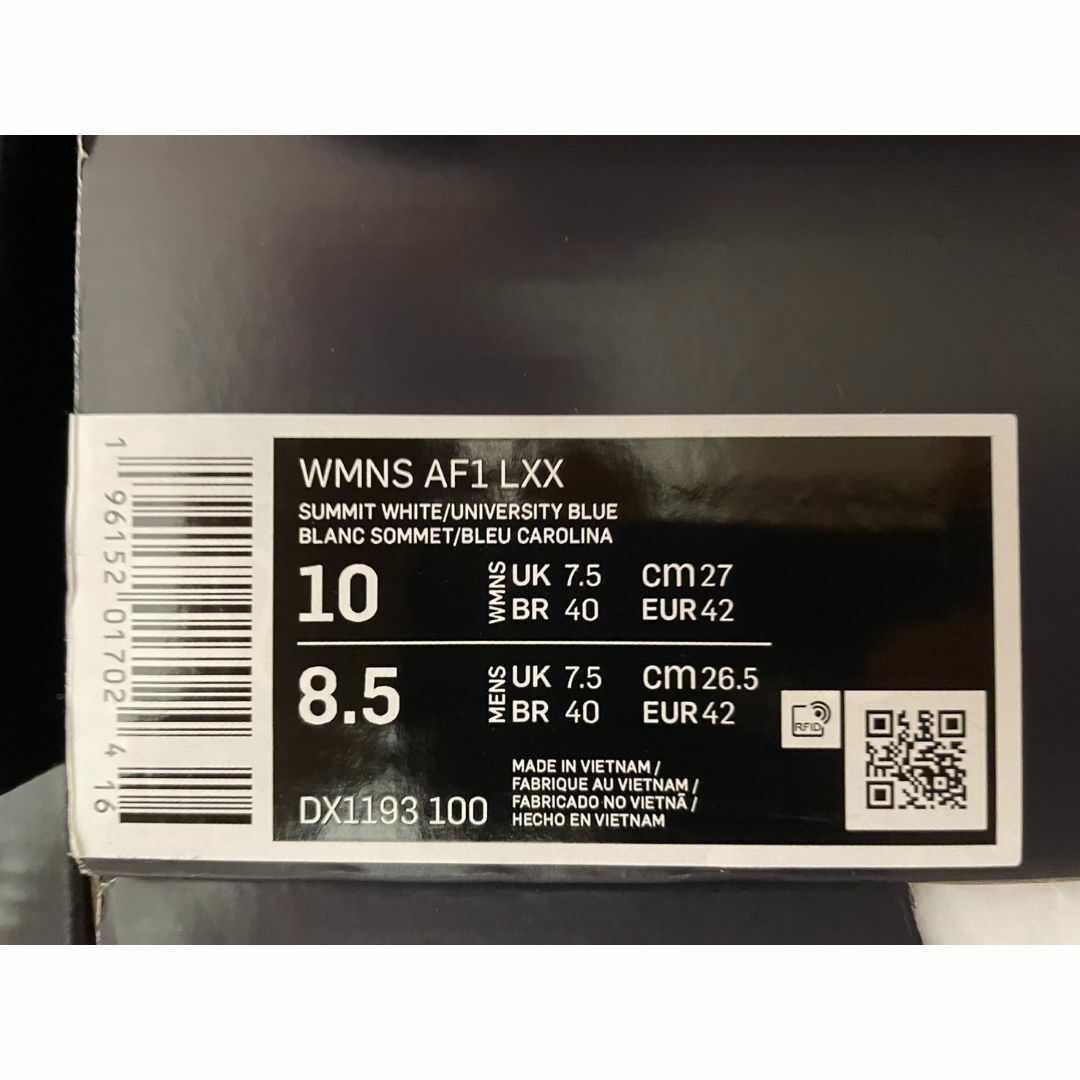 WMNS AF1 LXX
SUMMIT WHITE/UNIVERSITY BLUE
BLANC SOMMET/BLEU CAROLINA
10 WMNS UK 7.5 cm 27
BR 40 EUR 42
8.5 MENS UK 7.5 cm 26.5
BR 40 EUR 42
RFID
MADE IN VIETNAM /
FABRIQUE AU VIETNAM /
FABRICADO NO VIETNÃ /
HECHO EN VIETNAM
DX1193 100
1 96152 01702 4 16